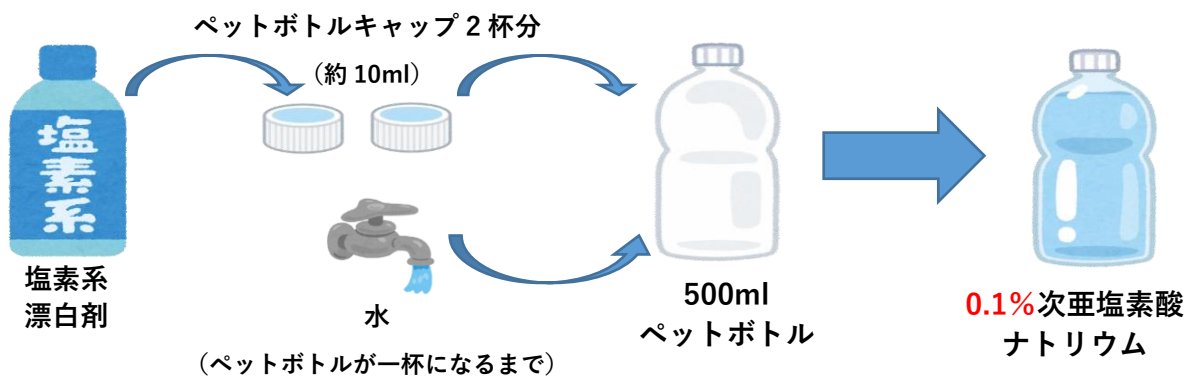 ペットボトルキャップ 2 杯分
（約 10ml）
塩素系
塩素系
漂白剤
水
（ペットボトルが一杯になるまで）
500ml
ペットボトル
0.1%次亜塩素酸
ナトリウム